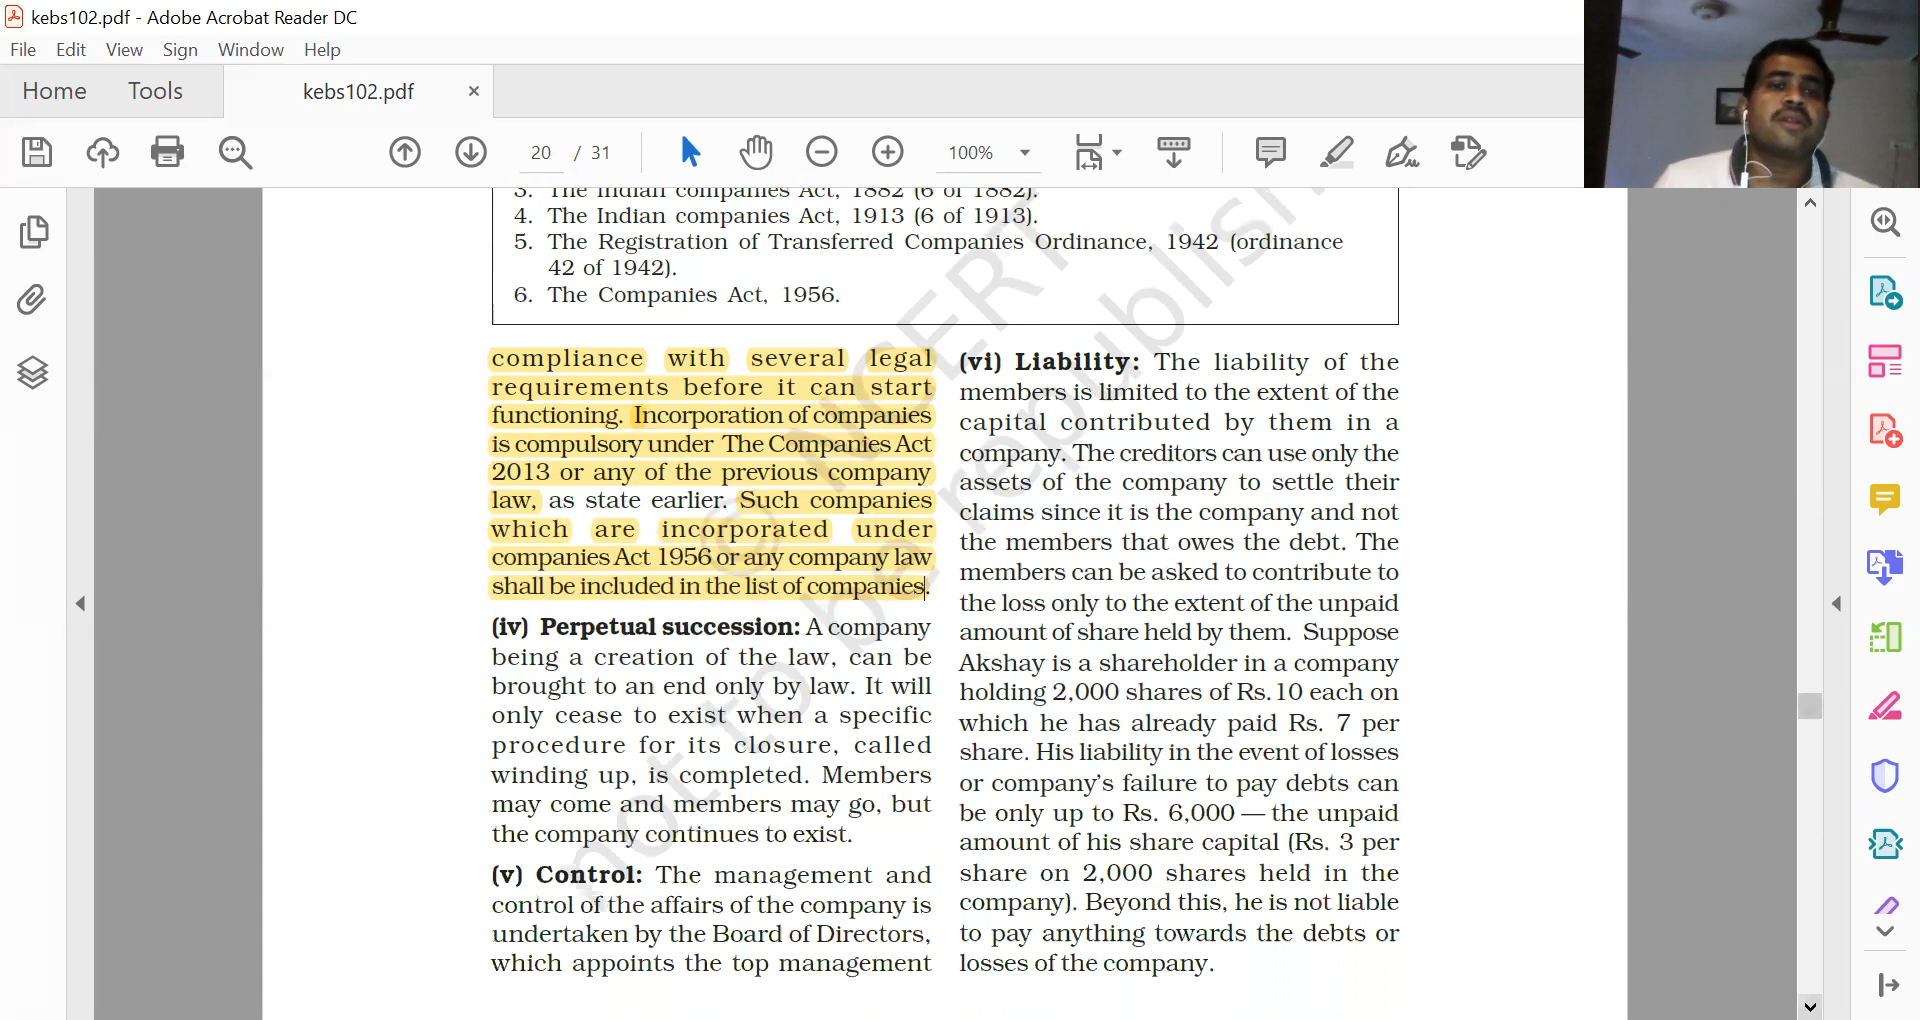 kebs102.pdf - Adobe Acrobat Reader DC
File Edit View Sign Window Help
Home Tools kebs102.pdf ×
20 / 31 100%
3. The Indian companies Act, 1882 (6 of 1882).
4. The Indian companies Act, 1913 (6 of 1913).
5. The Registration of Transferred Companies Ordinance, 1942 (ordinance
42 of 1942).
6. The Companies Act, 1956.
compliance with several legal
requirements before it can start
functioning. Incorporation of companies
is compulsory under The Companies Act
2013 or any of the previous company
law, as state earlier. Such companies
which are incorporated under
companies Act 1956 or any company law
shall be included in the list of companies.
(iv) Perpetual succession: A company
being a creation of the law, can be
brought to an end only by law. It will
only cease to exist when a specific
procedure for its closure, called
winding up, is completed. Members
may come and members may go, but
the company continues to exist.
(v) Control: The management and
control of the affairs of the company is
undertaken by the Board of Directors,
which appoints the top management
(vi) Liability: The liability of the
members is limited to the extent of the
capital contributed by them in a
company. The creditors can use only the
assets of the company to settle their
claims since it is the company and not
the members that owes the debt. The
members can be asked to contribute to
the loss only to the extent of the unpaid
amount of share held by them. Suppose
Akshay is a shareholder in a company
holding 2,000 shares of Rs.10 each on
which he has already paid Rs. 7 per
share. His liability in the event of losses
or company's failure to pay debts can
be only up to Rs. 6,000 — the unpaid
amount of his share capital (Rs. 3 per
share on 2,000 shares held in the
company). Beyond this, he is not liable
to pay anything towards the debts or
losses of the company.
© NCERT
not to be republish